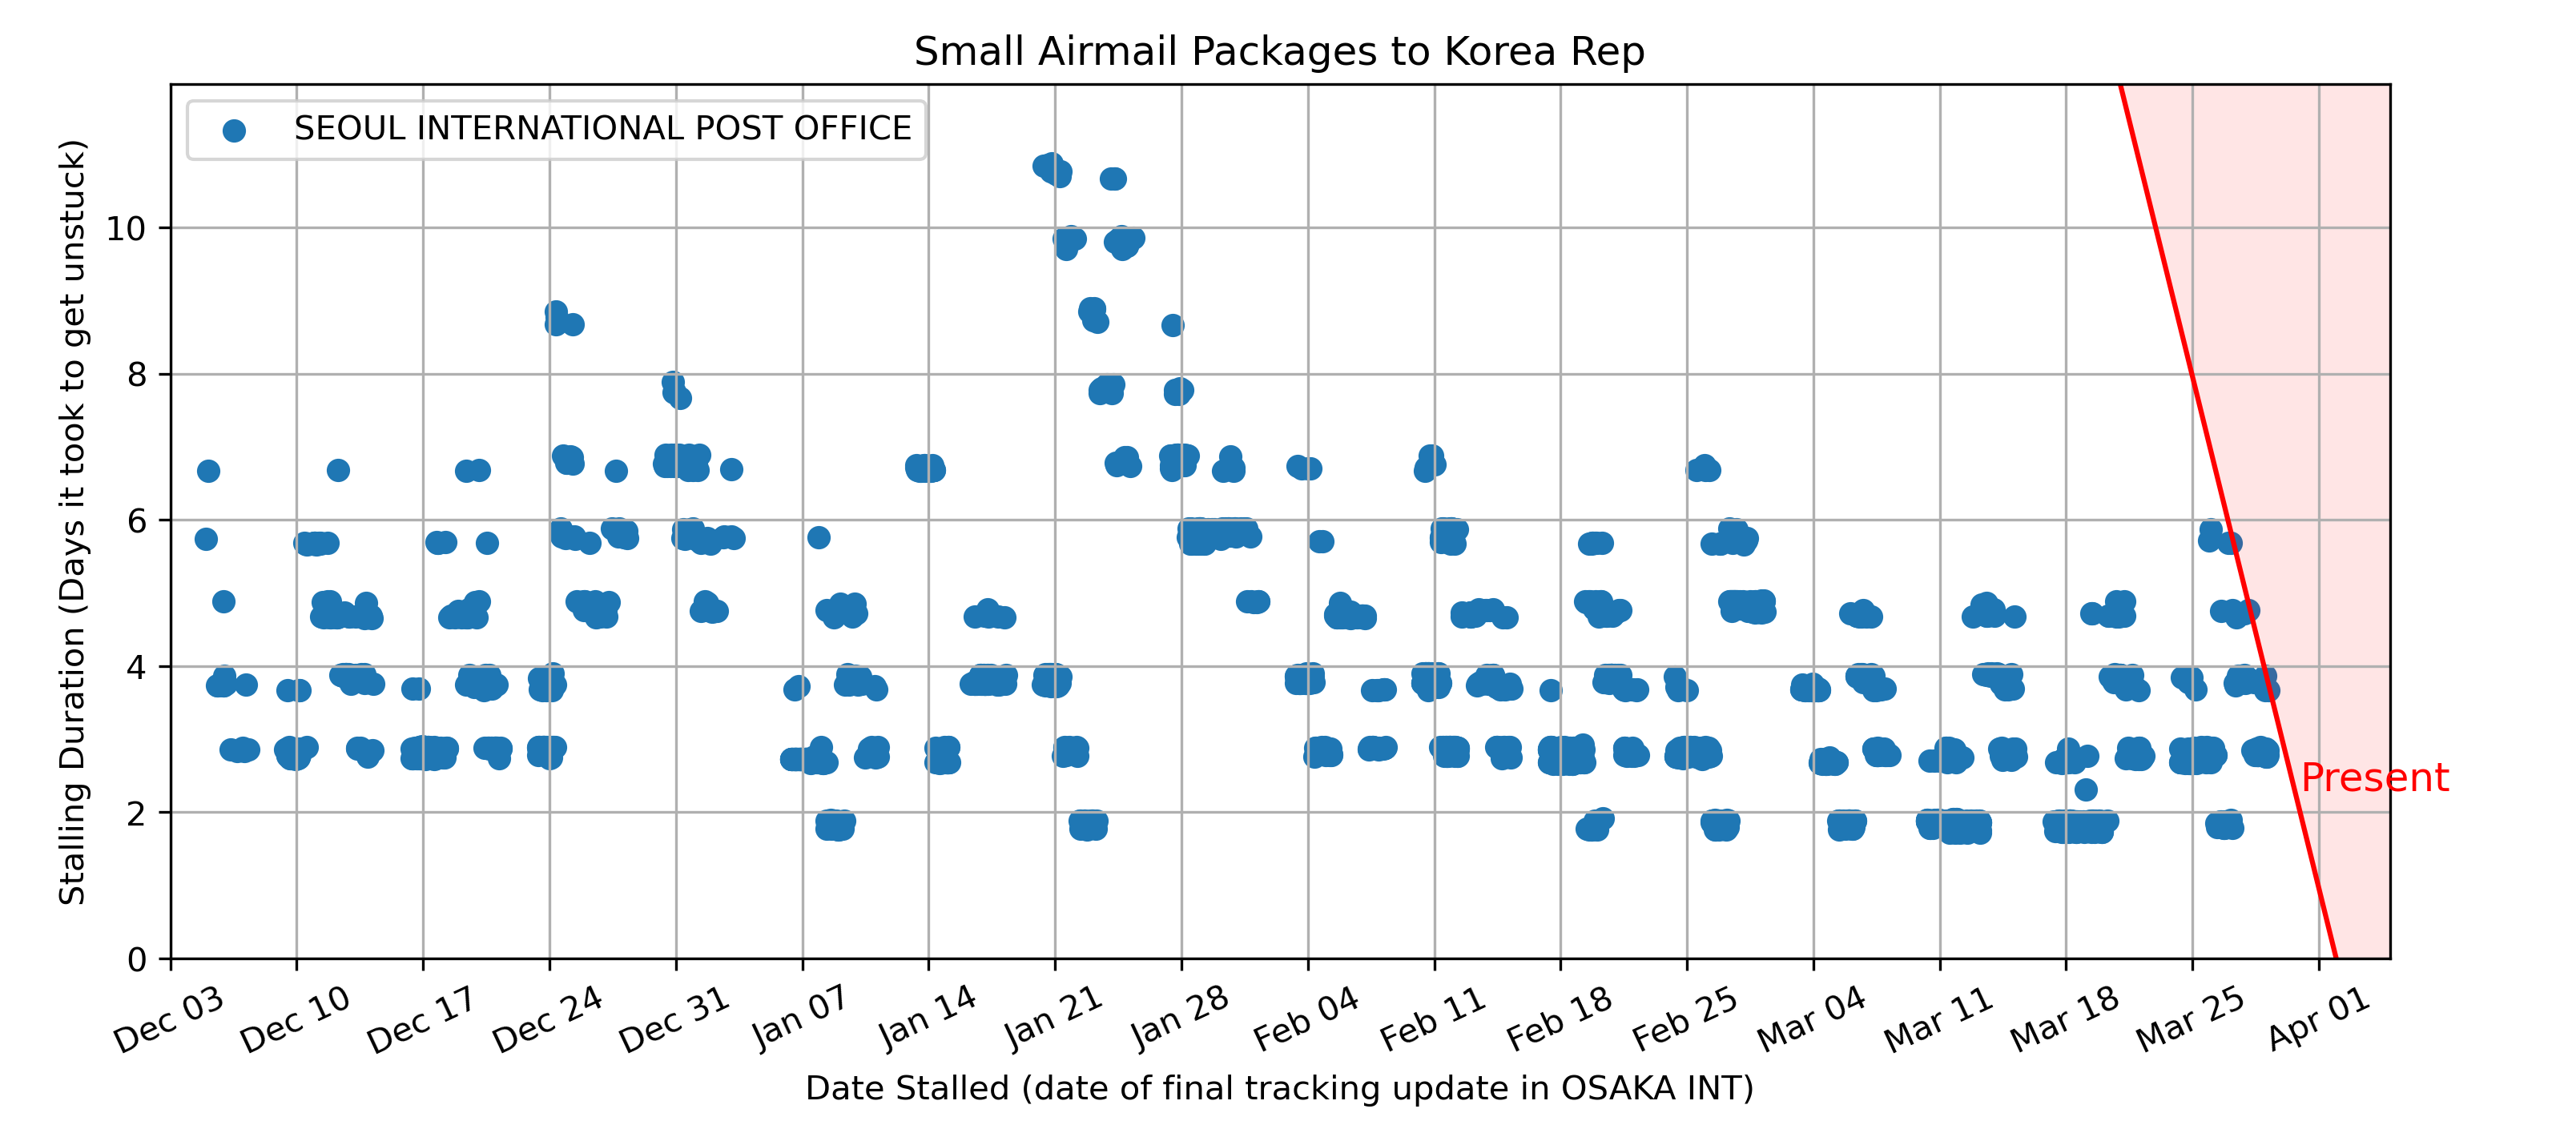 Small Airmail Packages to Korea Rep
SEOUL INTERNATIONAL POST OFFICE
Stalling Duration (Days it took to get unstuck)
10
8
6
4
2
0
Present
Dec 03
Dec 10
Dec 17
Dec 24
Dec 31
Jan 07
Jan 14
Jan 21
Jan 28
Feb 04
Feb 11
Feb 18
Feb 25
Mar 04
Mar 11
Mar 18
Mar 25
Apr 01
Date Stalled (date of final tracking update in OSAKA INT)